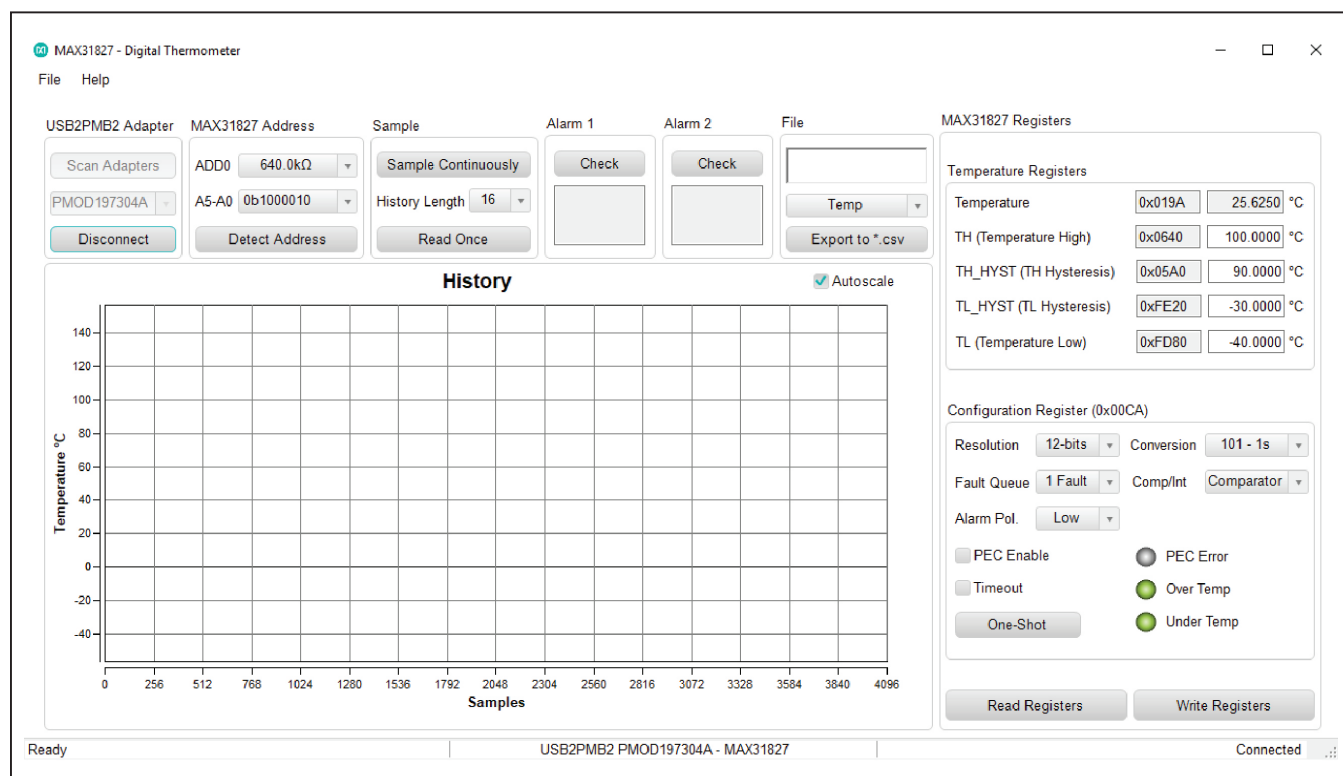 MAX31827 - Digital Thermometer
File Help
USB2PMB2 Adapter
Scan Adapters
PMOD197304A
Disconnect
MAX31827 Address
ADD0 640.0kΩ
A5-A0 0b1000010
Detect Address
Sample
Sample Continuously
History Length 16
Read Once
Alarm 1
Check
Alarm 2
Check
File
Temp
Export to *.csv
History
Autoscale
Temperature °C
140
120
100
80
60
40
20
0
-20
-40
0 256 512 768 1024 1280 1536 1792 2048 2304 2560 2816 3072 3328 3584 3840 4096
Samples
MAX31827 Registers
Temperature Registers
Temperature 0x019A 25.6250 °C
TH (Temperature High) 0x0640 100.0000 °C
TH_HYST (TH Hysteresis) 0x05A0 90.0000 °C
TL_HYST (TL Hysteresis) 0xFE20 -30.0000 °C
TL (Temperature Low) 0xFD80 -40.0000 °C
Configuration Register (0x00CA)
Resolution 12-bits Conversion 101 - 1s
Fault Queue 1 Fault Comp/Int Comparator
Alarm Pol. Low
PEC Enable PEC Error
Timeout Over Temp
One-Shot Under Temp
Read Registers Write Registers
Ready USB2PMB2 PMOD197304A - MAX31827 Connected